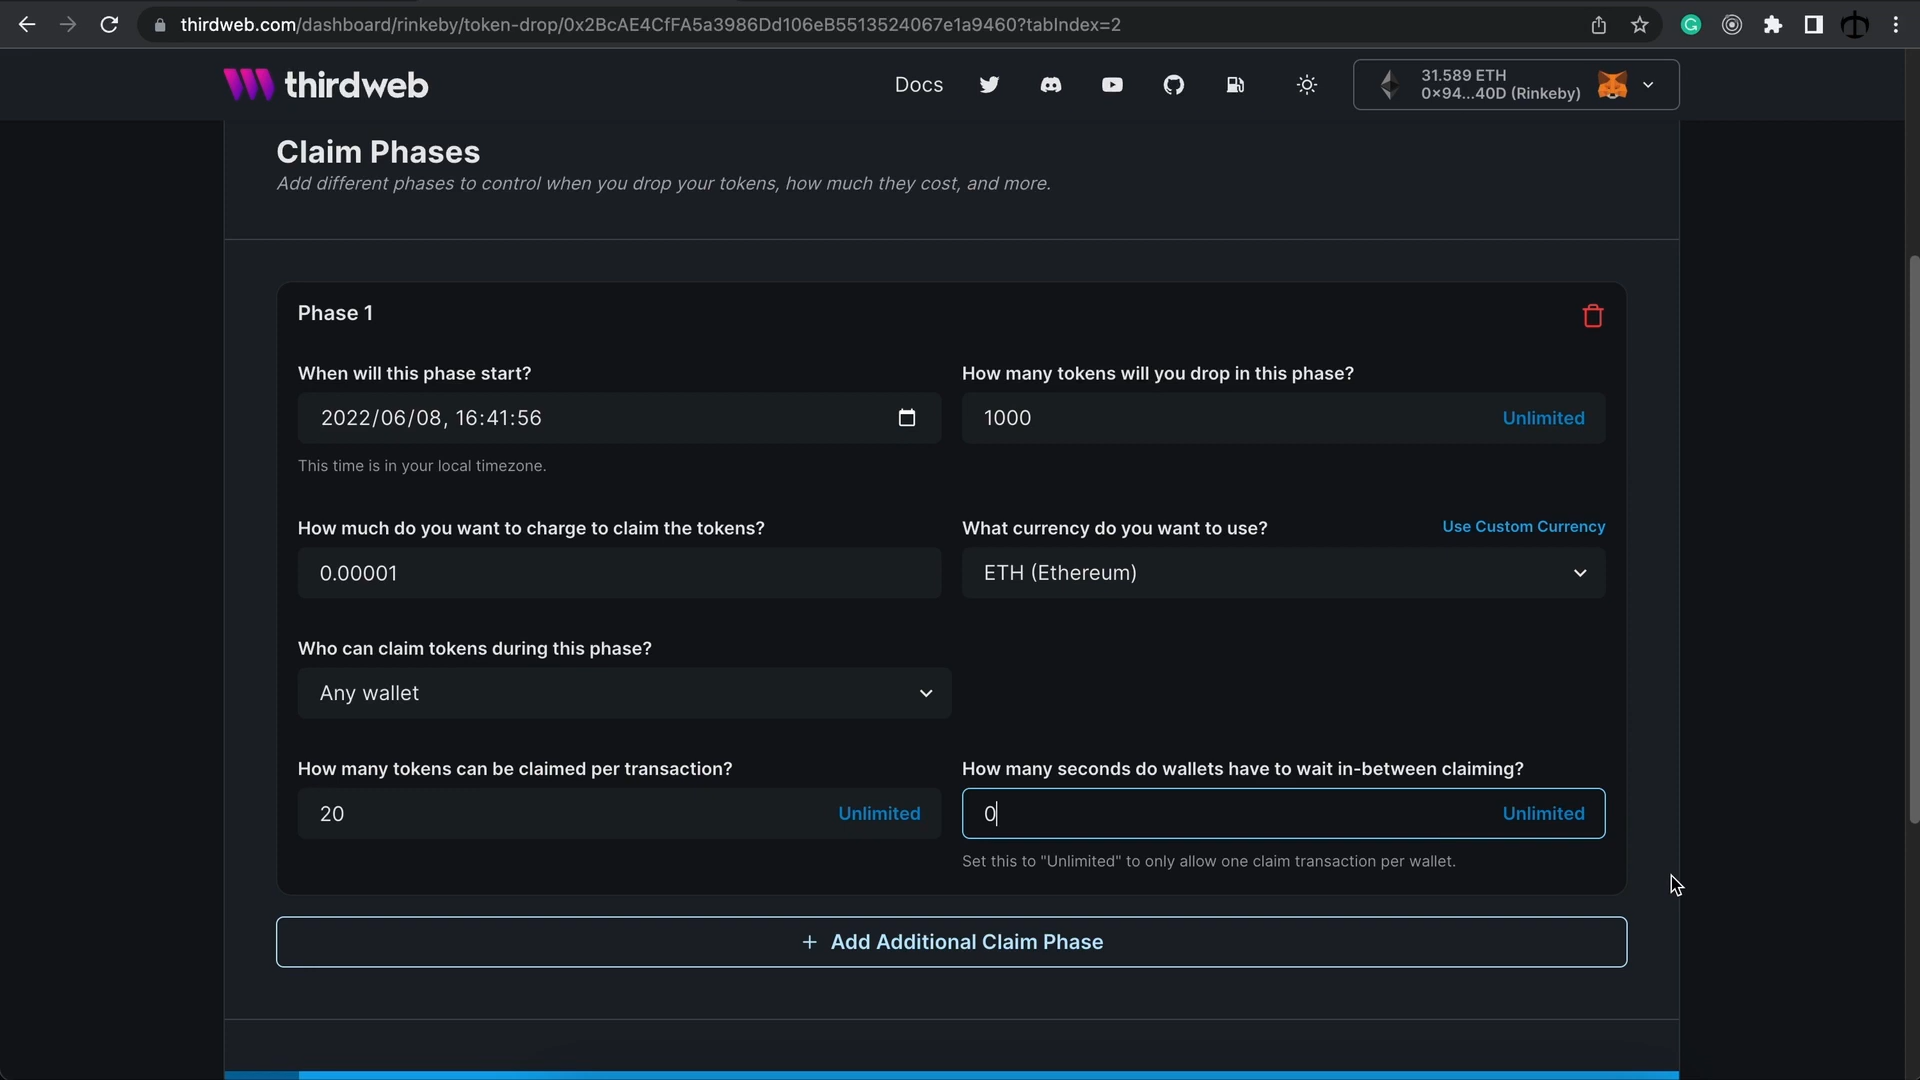 thirdweb.com/dashboard/rinkeby/token-drop/0x2BcAE4CfFA5a3986Dd106eB5513524067e1a9460?tabIndex=2
thirdweb
Docs
31.589 ETH
0x94...40D (Rinkeby)
Claim Phases
Add different phases to control when you drop your tokens, how much they cost, and more.
Phase 1
When will this phase start?
How many tokens will you drop in this phase?
2022/06/08, 16:41:56
1000
Unlimited
This time is in your local timezone.
How much do you want to charge to claim the tokens?
What currency do you want to use?
Use Custom Currency
0.00001
ETH (Ethereum)
Who can claim tokens during this phase?
Any wallet
How many tokens can be claimed per transaction?
How many seconds do wallets have to wait in-between claiming?
20
Unlimited
0
Unlimited
Set this to "Unlimited" to only allow one claim transaction per wallet.
+ Add Additional Claim Phase